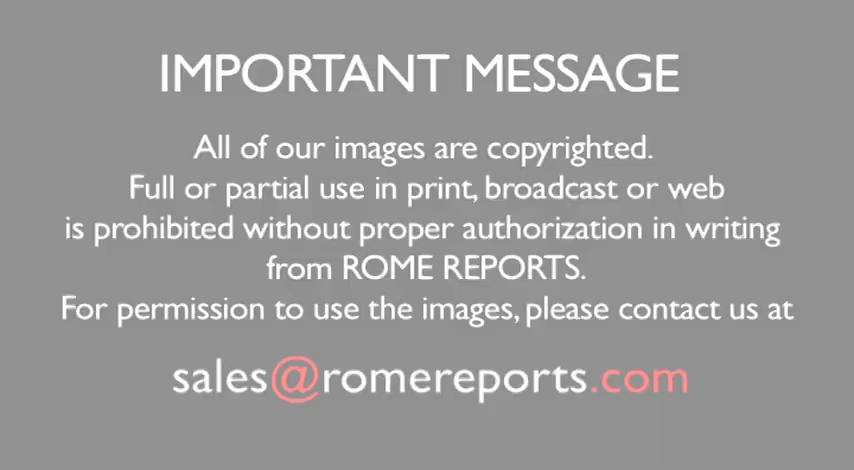 IMPORTANT MESSAGE
All of our images are copyrighted.
Full or partial use in print, broadcast or web
is prohibited without proper authorization in writing
from ROME REPORTS.
For permission to use the images, please contact us at
sales@romereports.com